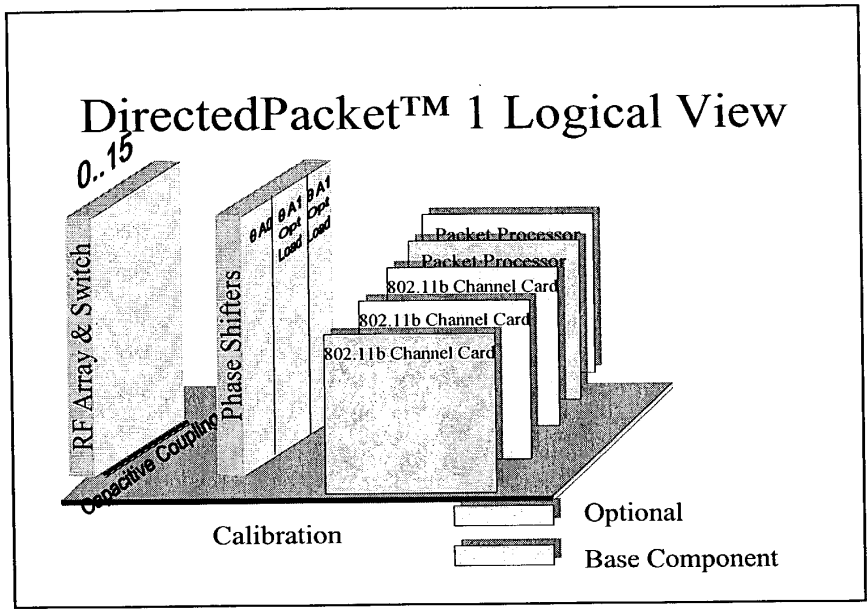 DirectedPacket™ 1 Logical View
0..15
RF Array & Switch
Capacitive Coupling
Phase Shifters
θ A0
θ A1
Opt
Load
θ A1
Opt
Load
Packet Processor
Packet Processor
802.11b Channel Card
802.11b Channel Card
802.11b Channel Card
Calibration
Optional
Base Component